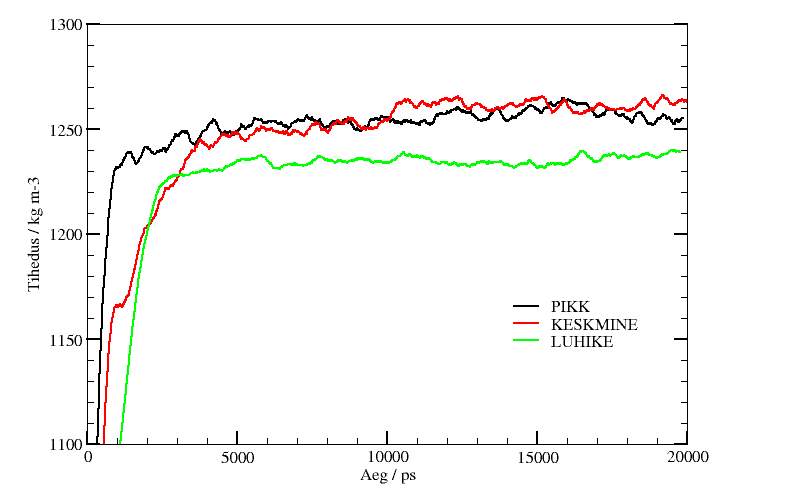 1300
1250
1200
1150
1100
Tihedus / kg m-3
PIKK
KESKMINE
LUHIKE
0 5000 10000 15000 20000
Aeg / ps